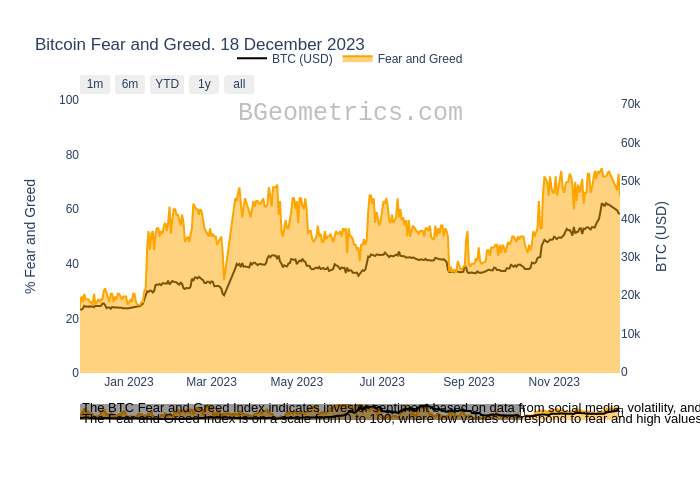 Bitcoin Fear and Greed. 18 December 2023
BTC (USD) Fear and Greed
1m 6m YTD 1y all
BGeometrics.com
100
80
60
40
20
0
% Fear and Greed
70k
60k
50k
40k
30k
20k
10k
0
BTC (USD)
Jan 2023 Mar 2023 May 2023 Jul 2023 Sep 2023 Nov 2023
The BTC Fear and Greed Index indicates investor sentiment based on data from social media, volatility, and
The Fear and Greed Index is on a scale from 0 to 100, where low values correspond to fear and high values